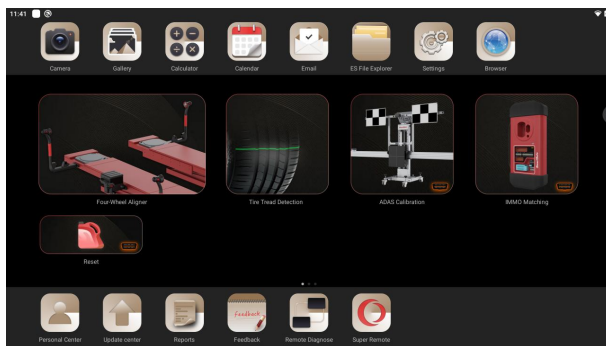 11:41
Camera Gallery Calculator Calendar Email ES File Explorer Settings Browser
Four-Wheel Aligner Tire Tread Detection ADAS Calibration IMMO Matching
Reset
Feedback
Personal Center Update center Reports Feedback Remote Diagnose Super Remote